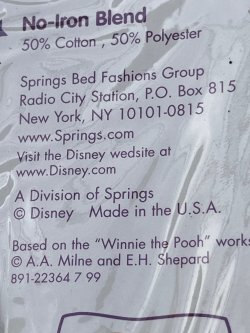 No-Iron Blend
50% Cotton , 50% Polyester
Springs Bed Fashions Group
Radio City Station, P.O. Box 815
New York, NY 10101-0815
www.Springs.com
Visit the Disney wedsite at
www.Disney.com
A Division of Springs
© Disney Made in the U.S.A.
Based on the "Winnie the Pooh" works
© A.A. Milne and E.H. Shepard
891-22364 7 99